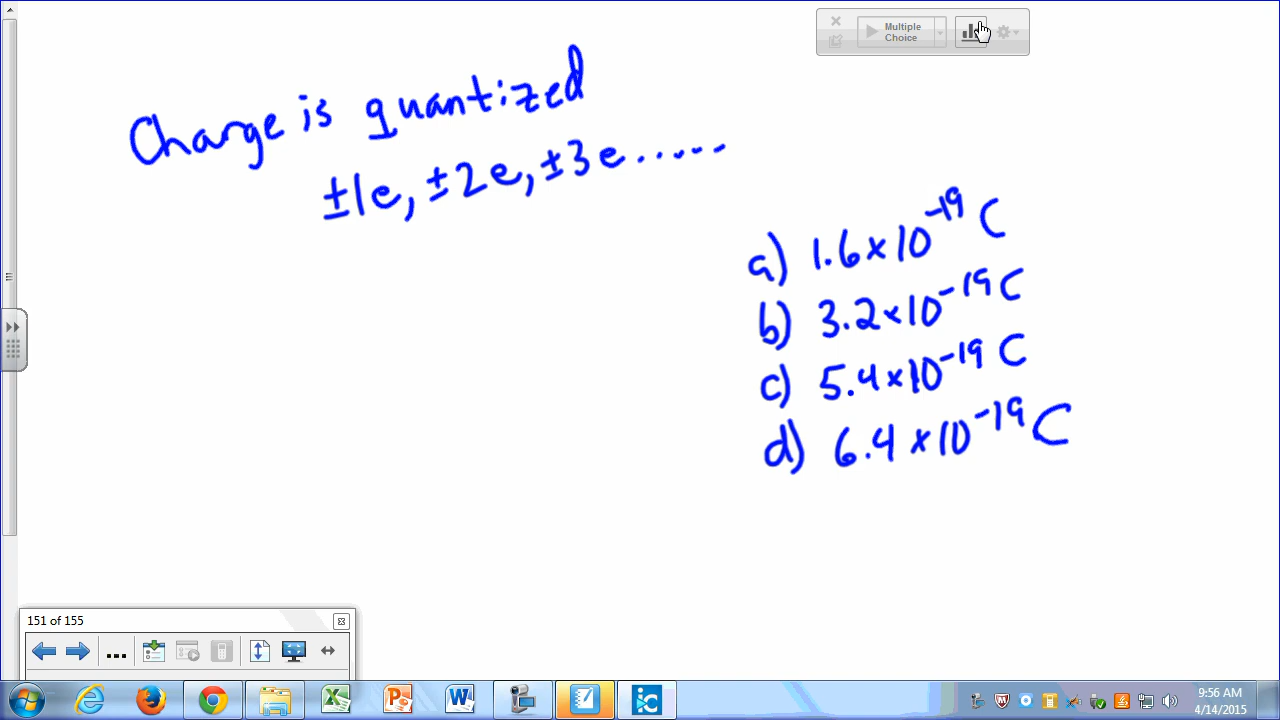 Multiple
Choice
Charge is quantized
±1e, ±2e, ±3e.....
a) 1.6×10⁻¹⁹ C
b) 3.2×10⁻¹⁹ C
c) 5.4×10⁻¹⁹ C
d) 6.4×10⁻¹⁹ C
151 of 155
9:56 AM
4/14/2015